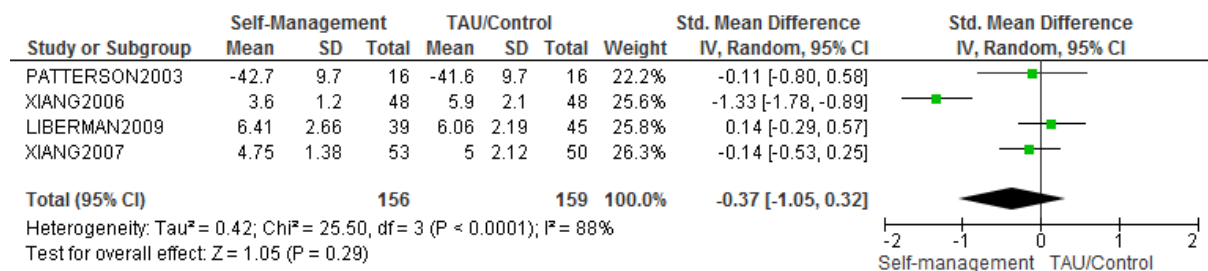 Self-Management TAU/Control Std. Mean Difference Std. Mean Difference
Study or Subgroup Mean SD Total Mean SD Total Weight IV, Random, 95% CI IV, Random, 95% CI
PATTERSON2003 -42.7 9.7 16 -41.6 9.7 16 22.2% -0.11 [-0.80, 0.58]
XIANG2006 3.6 1.2 48 5.9 2.1 48 25.6% -1.33 [-1.78, -0.89]
LIBERMAN2009 6.41 2.66 39 6.06 2.19 45 25.8% 0.14 [-0.29, 0.57]
XIANG2007 4.75 1.38 53 5 2.12 50 26.3% -0.14 [-0.53, 0.25]
Total (95% CI) 156 159 100.0% -0.37 [-1.05, 0.32]
Heterogeneity: Tau² = 0.42; Chi² = 25.50, df = 3 (P < 0.0001); I² = 88%
Test for overall effect: Z = 1.05 (P = 0.29)
-2 -1 0 1 2
Self-management TAU/Control